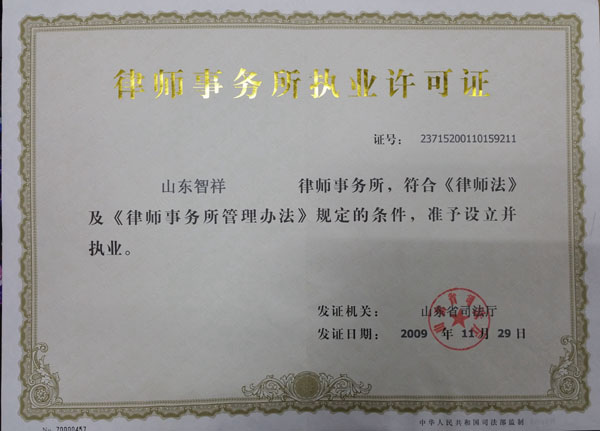 律师事务所执业许可证
证号: 23715200110159211
山东智祥 律师事务所，符合《律师法》
及《律师事务所管理办法》规定的条件，准予设立并
执业。
发证机关: 山东省司法厅
发证日期: 2009 年 11 月 29 日
No. 70000457
中华人民共和国司法部监制